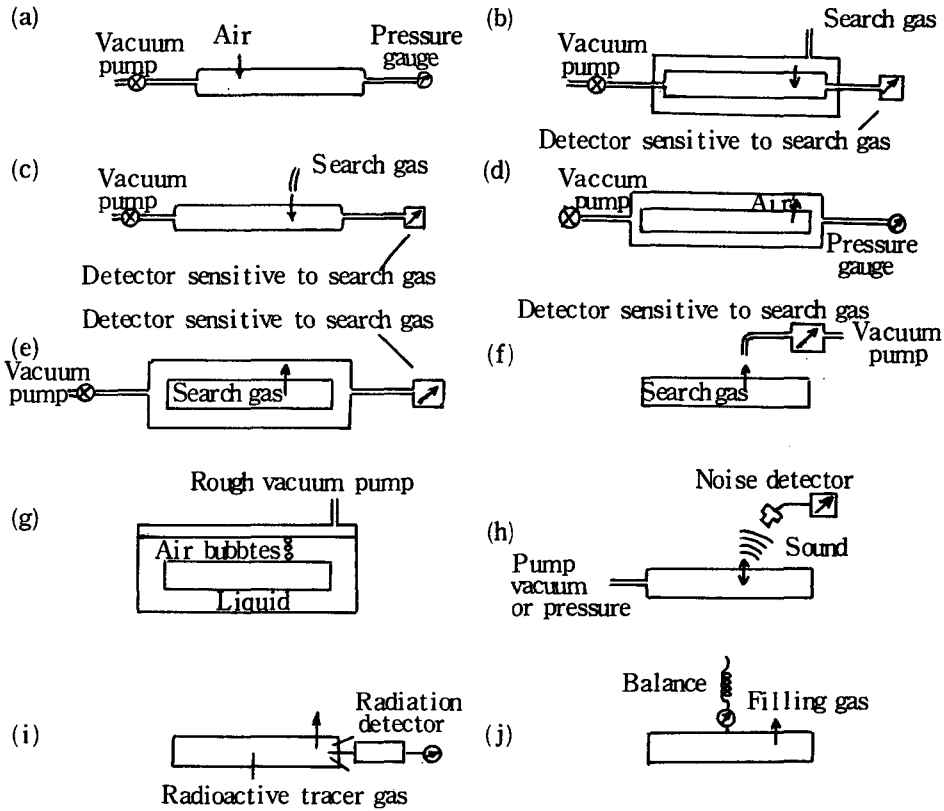 (a)
Air
Vacuum
pump
Pressure
gauge
(b)
Search gas
Vacuum
pump
Detector sensitive to search gas
(c)
Search gas
Vacuum
pump
Detector sensitive to search gas
(d)
Vaccum
pump
Air
Pressure
gauge
Detector sensitive to search gas
(e)
Vacuum
pump
Search gas
Detector sensitive to search gas
(f)
Vacuum
pump
Search gas
Rough vacuum pump
(g)
Air bubbtes
Liquid
Noise detector
(h)
Sound
Pump
vacuum
or pressure
(i)
Radiation
detector
Radioactive tracer gas
Balance
Filling gas
(j)